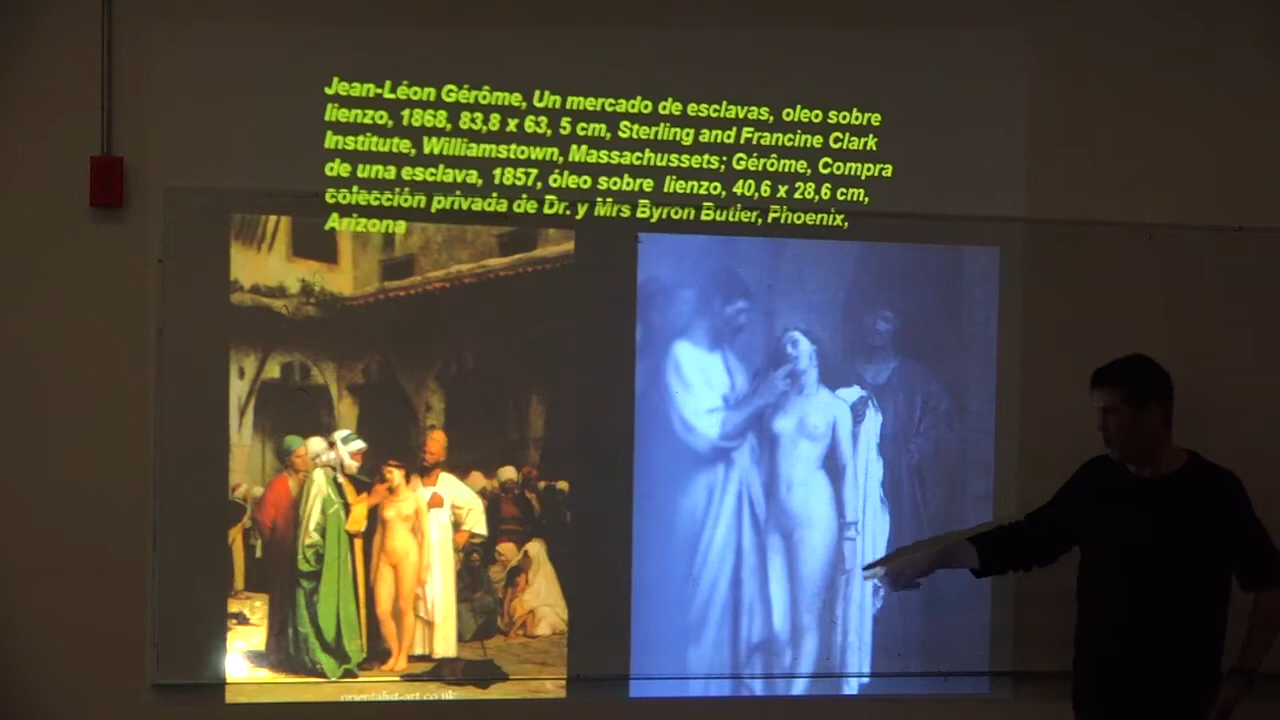 Jean-Léon Gérôme, Un mercado de esclavas, oleo sobre
lienzo, 1868, 83,8 x 63, 5 cm, Sterling and Francine Clark
Institute, Williamstown, Massachussets; Gérôme, Compra
de una esclava, 1857, óleo sobre lienzo, 40,6 x 28,6 cm,
colección privada de Dr. y Mrs Byron Butier, Phoenix,
Arizona
orientalist-art.co.uk